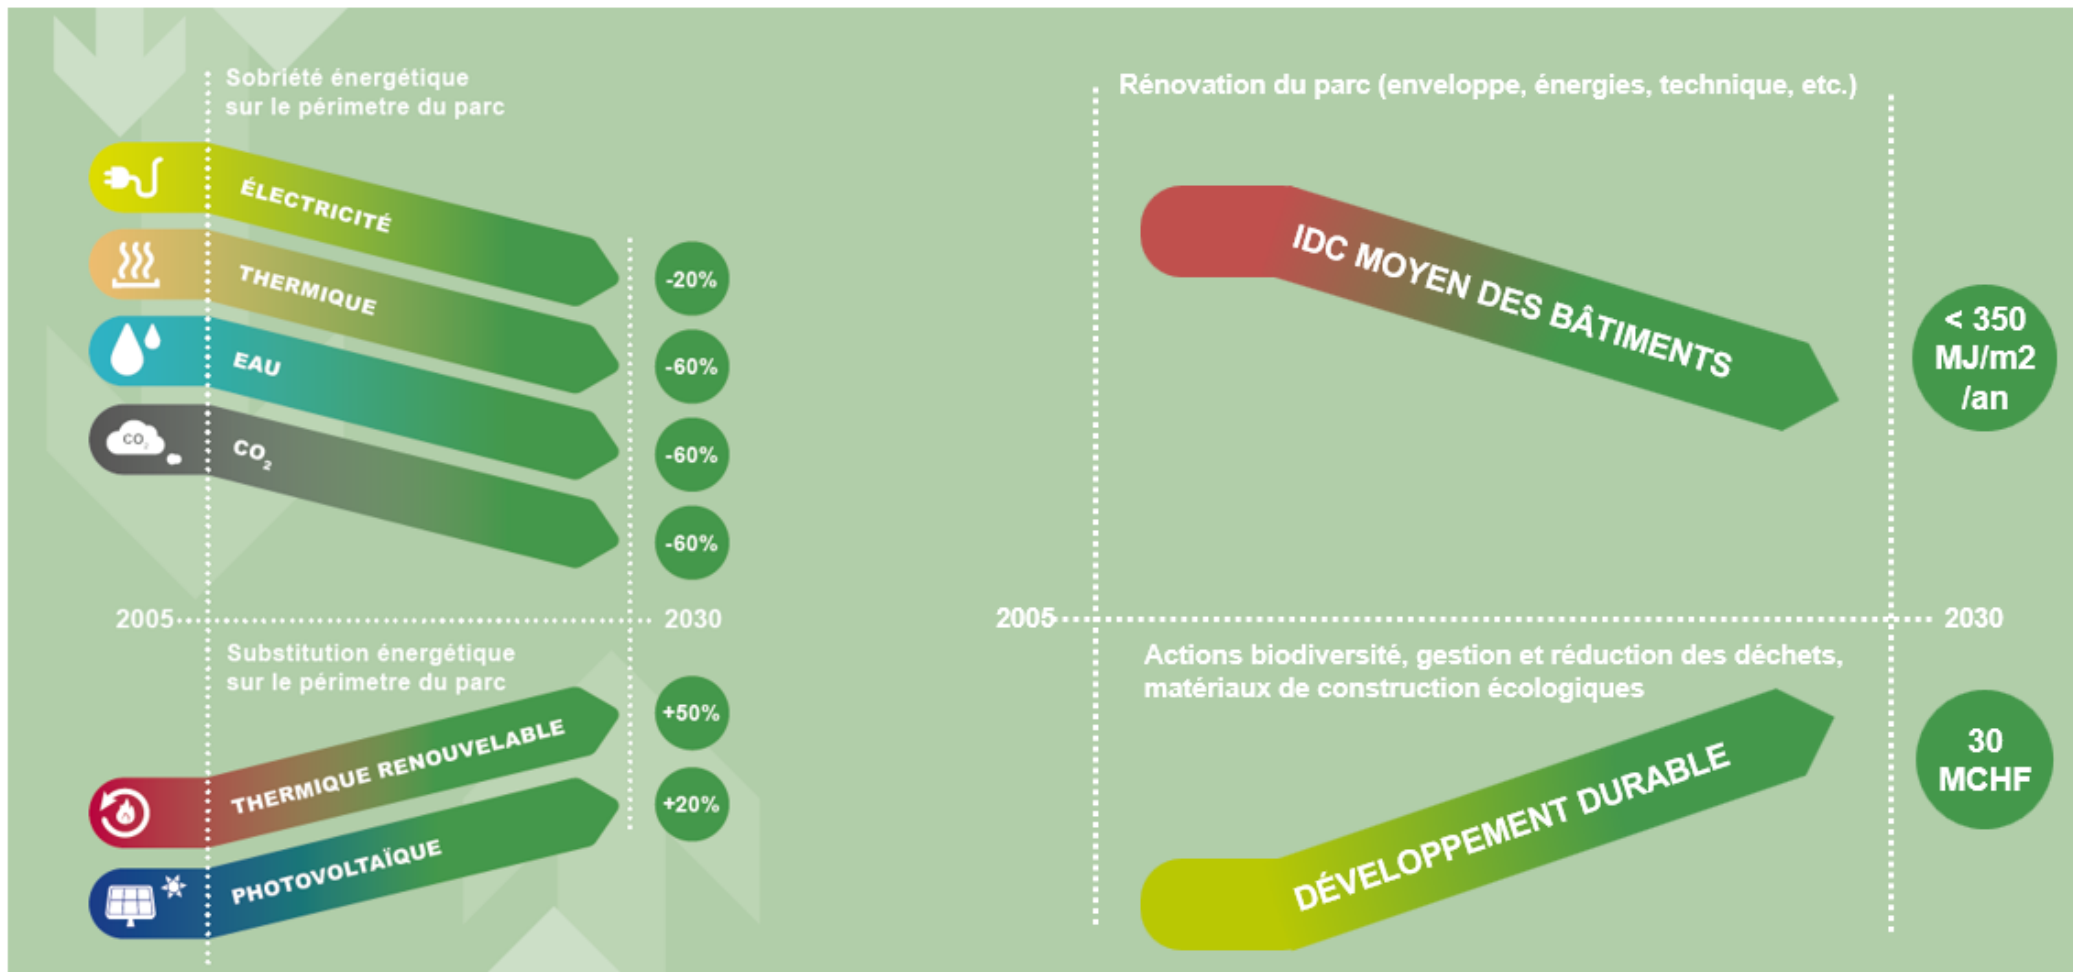 Sobriété énergétique
sur le périmetre du parc
ÉLECTRICITÉ
-20%
THERMIQUE
-60%
EAU
-60%
CO₂
CO₂
-60%
2005
2030
Substitution énergétique
sur le périmetre du parc
THERMIQUE RENOUVELABLE
+50%
PHOTOVOLTAÏQUE
+20%
Rénovation du parc (enveloppe, énergies, technique, etc.)
IDC MOYEN DES BÂTIMENTS
< 350
MJ/m2
/an
2005
2030
Actions biodiversité, gestion et réduction des déchets,
matériaux de construction écologiques
DÉVELOPPEMENT DURABLE
30
MCHF